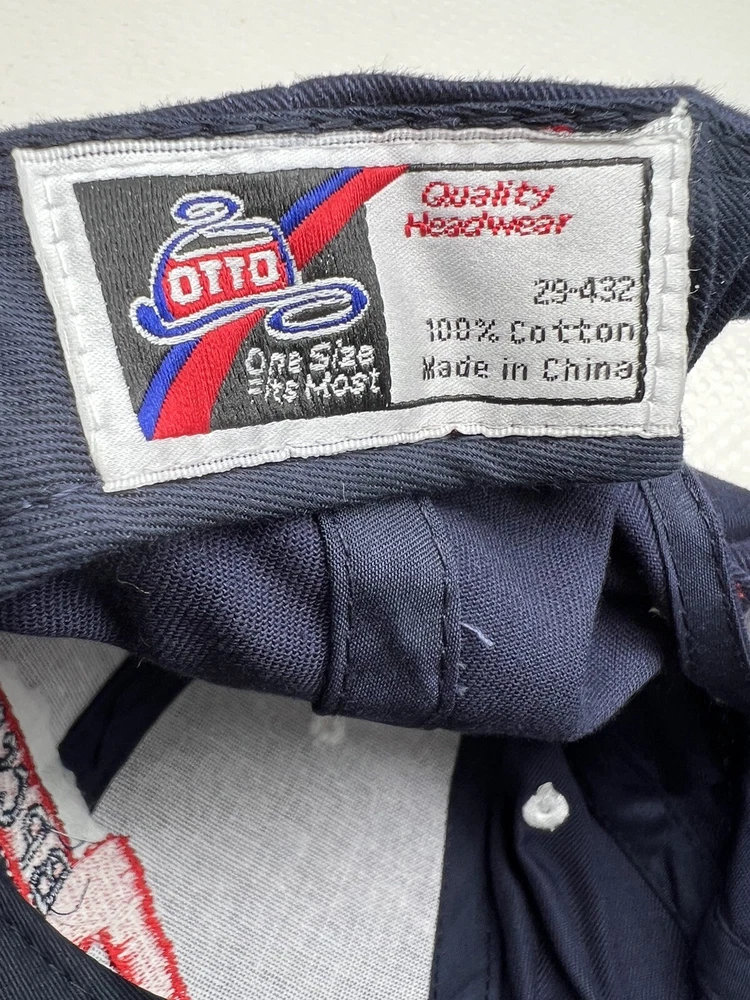 OTTO
One Size
Fits Most
Quality
Headwear
29-432
100% Cotton
Made in China